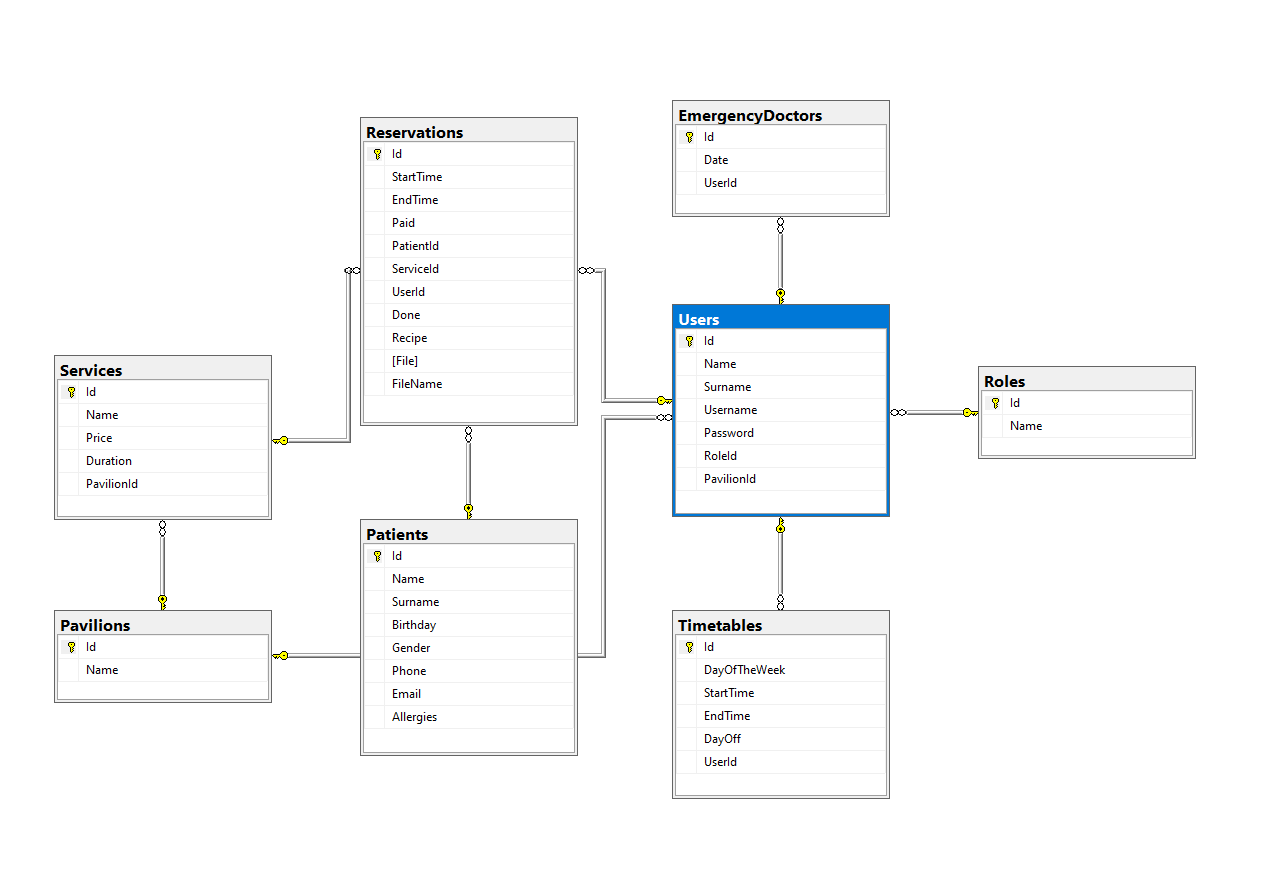 EmergencyDoctors
Id
Date
UserId
Reservations
Id
StartTime
EndTime
Paid
PatientId
ServiceId
UserId
Done
Recipe
[File]
FileName
Users
Id
Name
Surname
Username
Password
RoleId
PavilionId
Services
Id
Name
Price
Duration
PavilionId
Roles
Id
Name
Patients
Id
Name
Surname
Birthday
Gender
Phone
Email
Allergies
Pavilions
Id
Name
Timetables
Id
DayOfTheWeek
StartTime
EndTime
DayOff
UserId